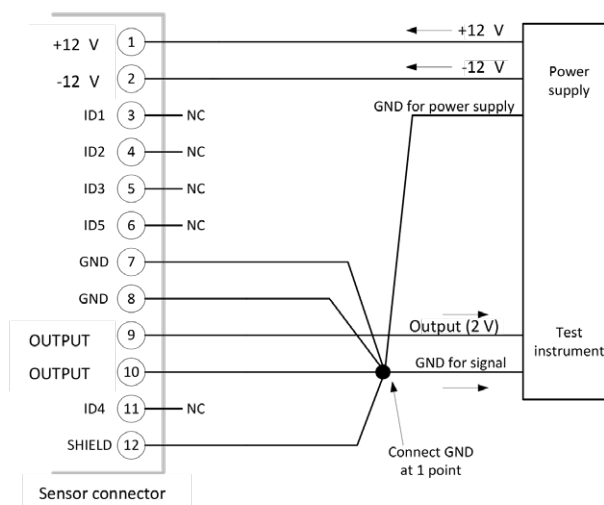 +12 V 1 +12 V
-12 V 2 -12 V
Power
supply
ID1 3 NC GND for power supply
ID2 4 NC
ID3 5 NC
ID5 6 NC
GND 7
GND 8
OUTPUT 9 Output (2 V)
Test
instrument
OUTPUT 10 GND for signal
ID4 11 NC
SHIELD 12
Connect GND
at 1 point
Sensor connector